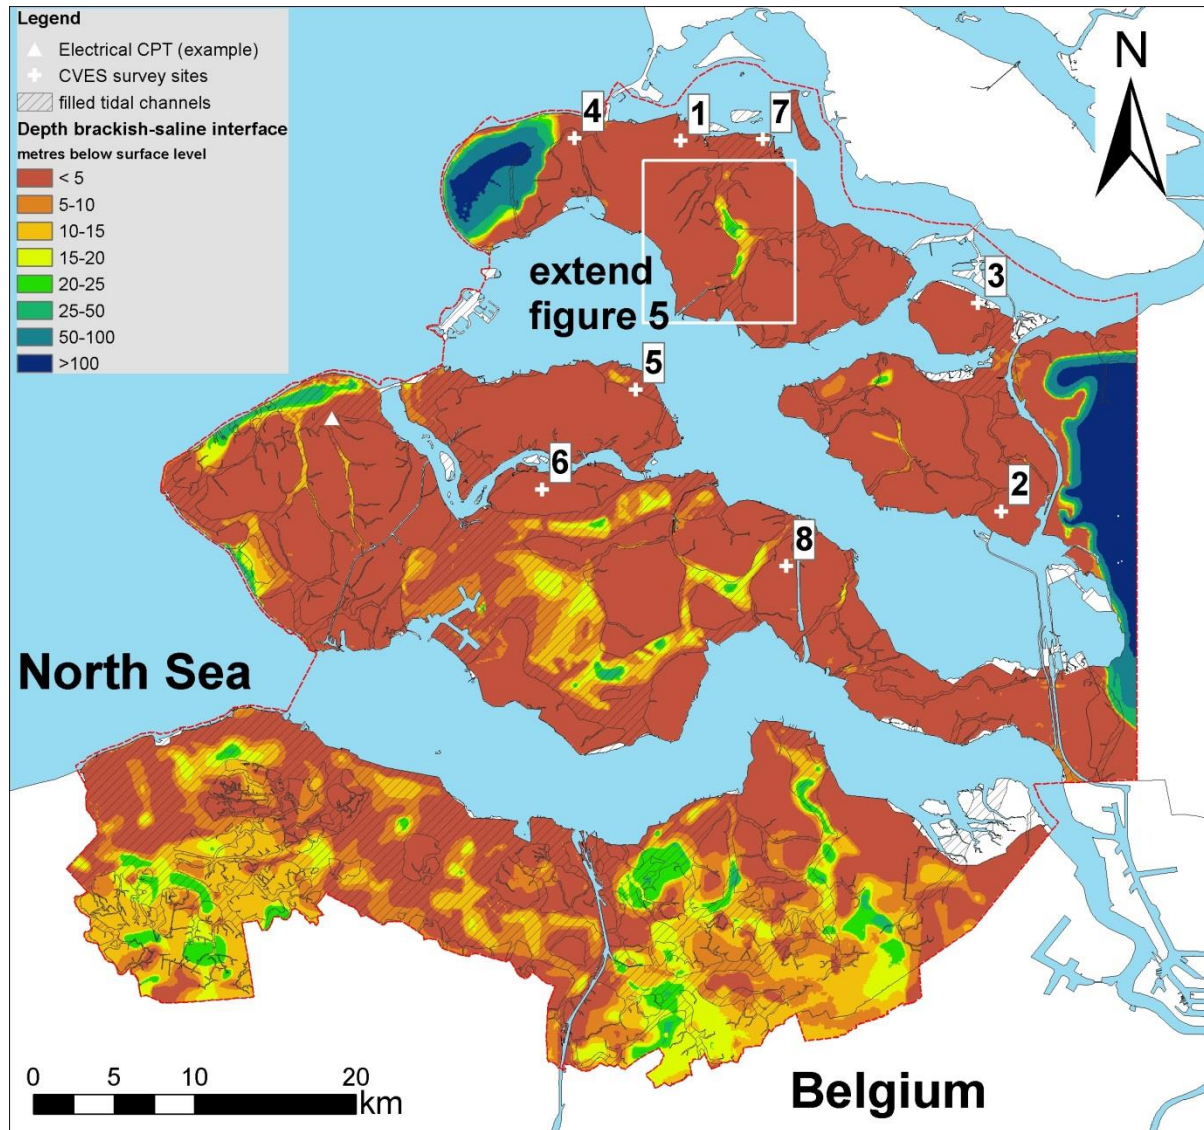 Legend
Electrical CPT (example)
CVES survey sites
filled tidal channels
Depth brackish-saline interface
metres below surface level
< 5
5-10
10-15
15-20
20-25
25-50
50-100
>100
N
4
1
7
extend
figure 5
3
5
6
2
8
North Sea
Belgium
0 5 10 20
km